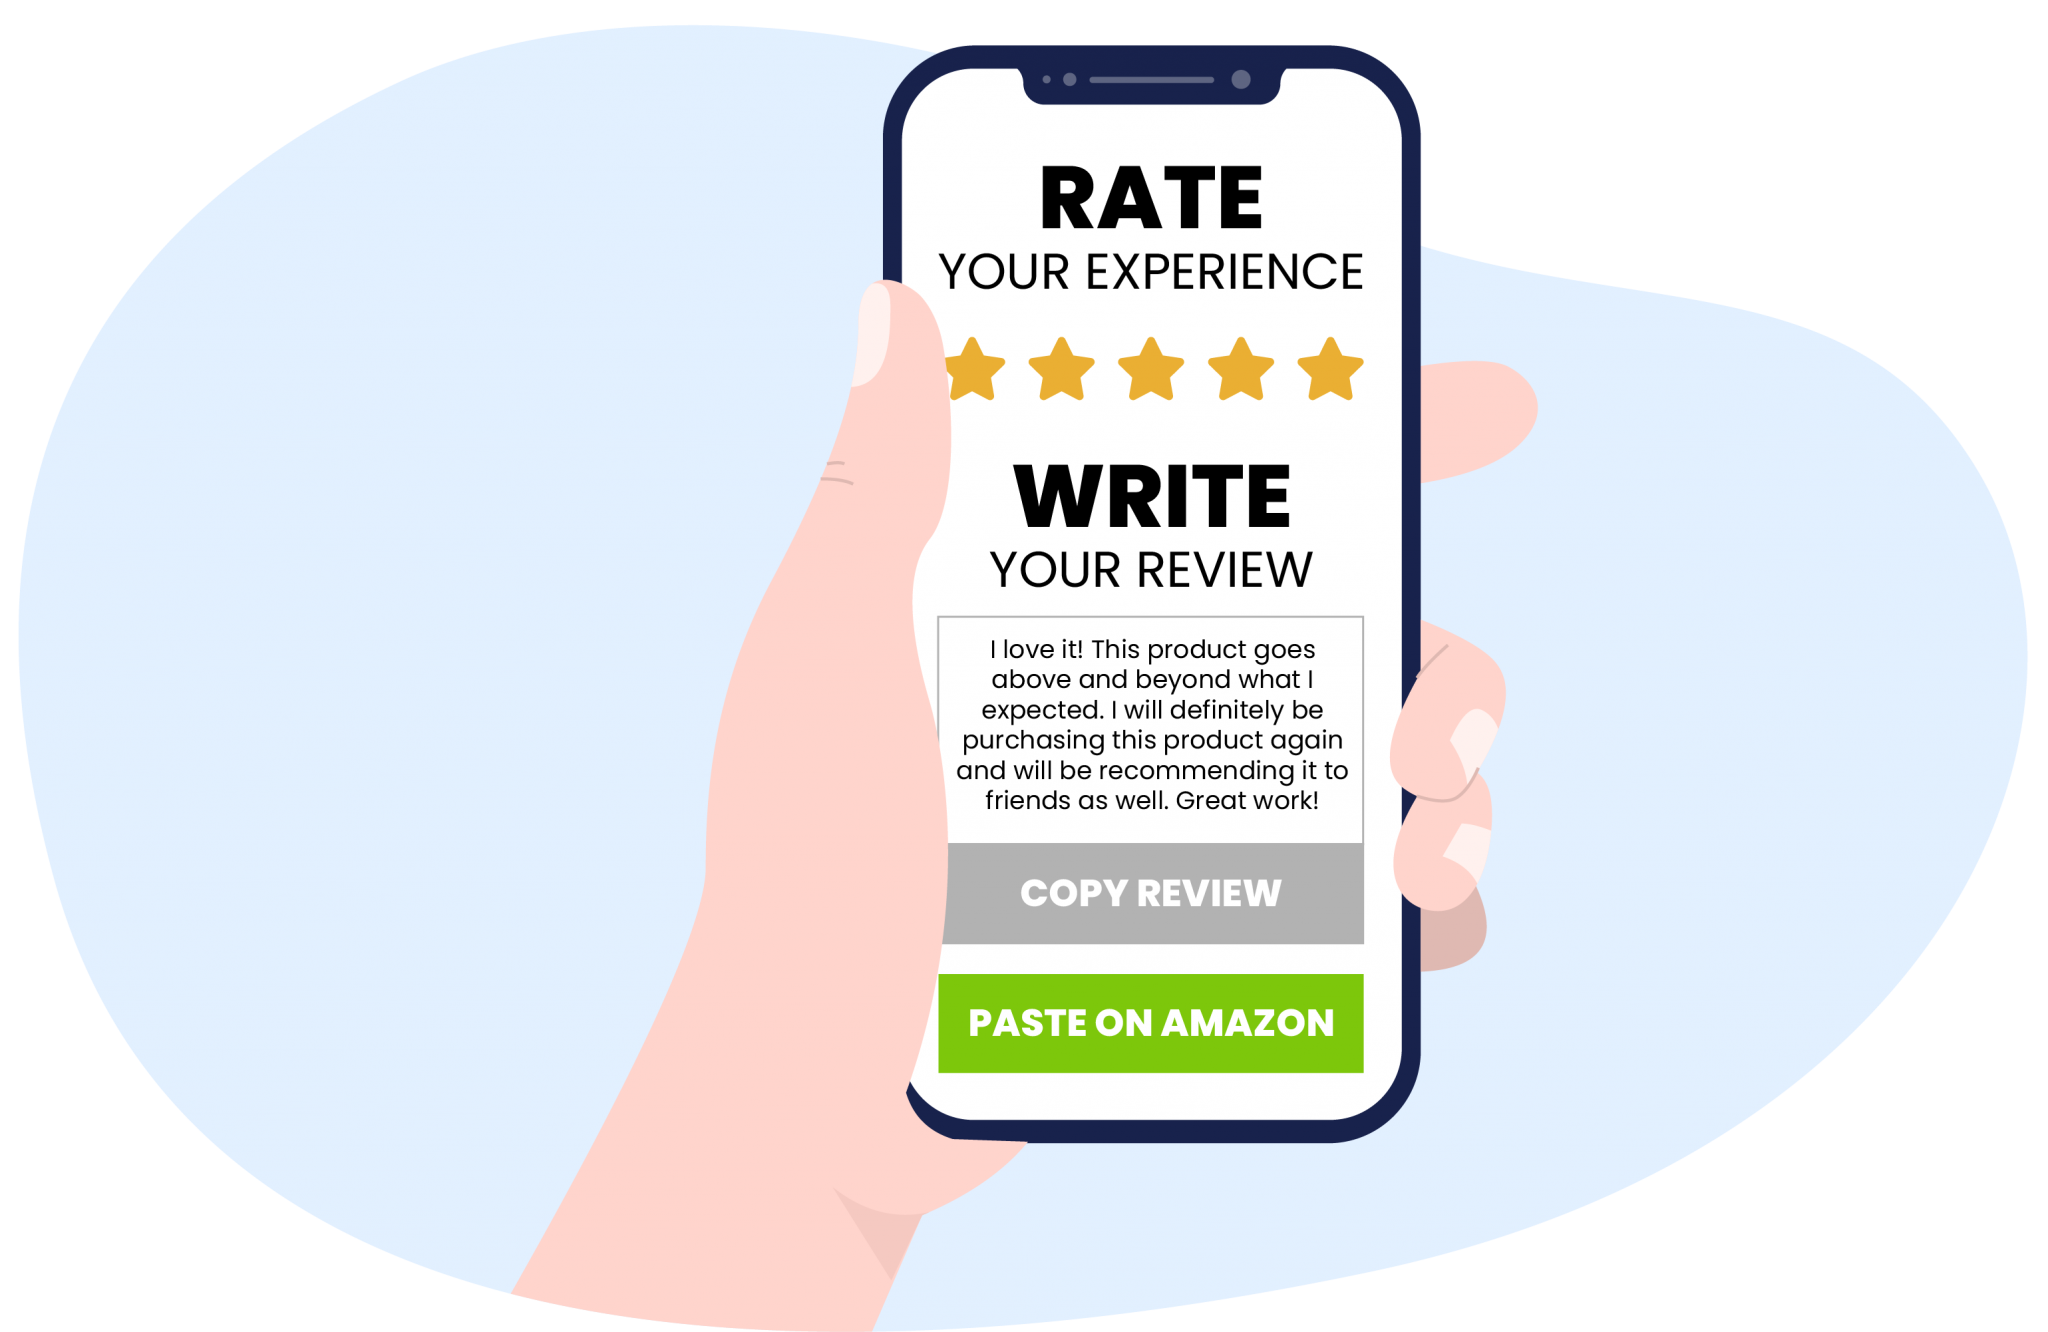 RATE
YOUR EXPERIENCE
WRITE
YOUR REVIEW
I love it! This product goes
above and beyond what I
expected. I will definitely be
purchasing this product again
and will be recommending it to
friends as well. Great work!
COPY REVIEW
PASTE ON AMAZON